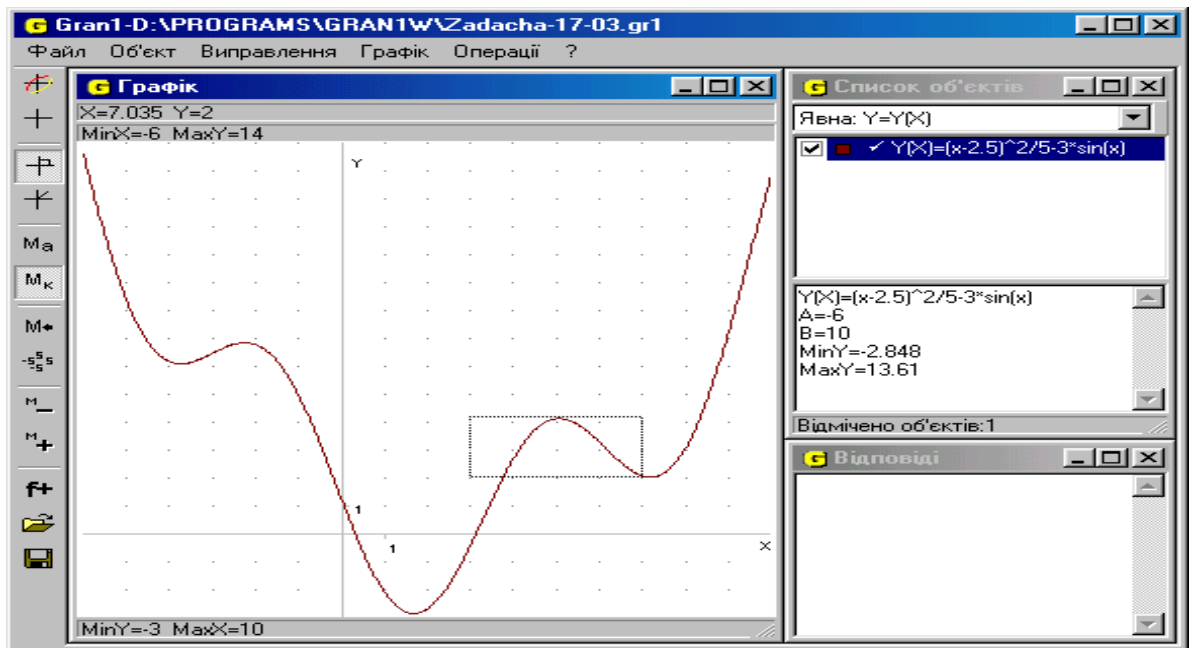 Gran1-D:\PROGRAMS\GRAN1W\Zadacha-17-03.gr1
Файл Об'єкт Виправлення Графік Операції ?
Графік
X=7.035 Y=2
MinX=-6 MaxY=14
Y
1
1
X
MinY=-3 MaxX=10
Ma
Mк
M
-s s s s
M
M
f+
Список об'єктів
Явна: Y=Y(X)
Y(X)=(x-2.5)^2/5-3*sin(x)
Y(X)=(x-2.5)^2/5-3*sin(x)
A=-6
B=10
MinY=-2.848
MaxY=13.61
Відмічено об'єктів:1
Відповіді